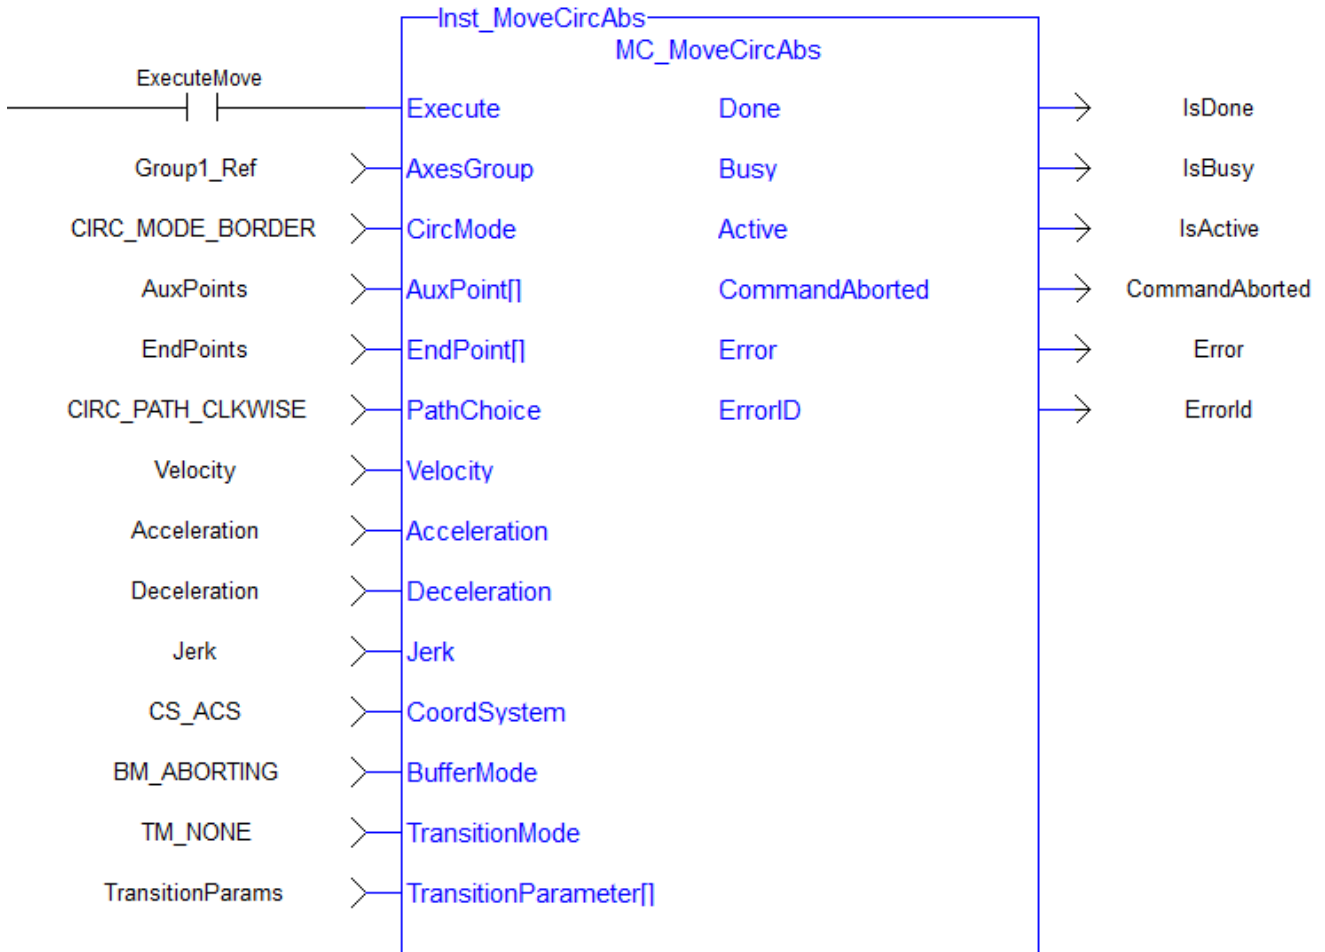 Inst_MoveCircAbs
MC_MoveCircAbs
ExecuteMove
Execute Done IsDone
Group1_Ref AxesGroup Busy IsBusy
CIRC_MODE_BORDER CircMode Active IsActive
AuxPoints AuxPoint[] CommandAborted CommandAborted
EndPoints EndPoint[] Error Error
CIRC_PATH_CLKWISE PathChoice ErrorID ErrorId
Velocity Velocity
Acceleration Acceleration
Deceleration Deceleration
Jerk Jerk
CS_ACS CoordSystem
BM_ABORTING BufferMode
TM_NONE TransitionMode
TransitionParams TransitionParameter[]